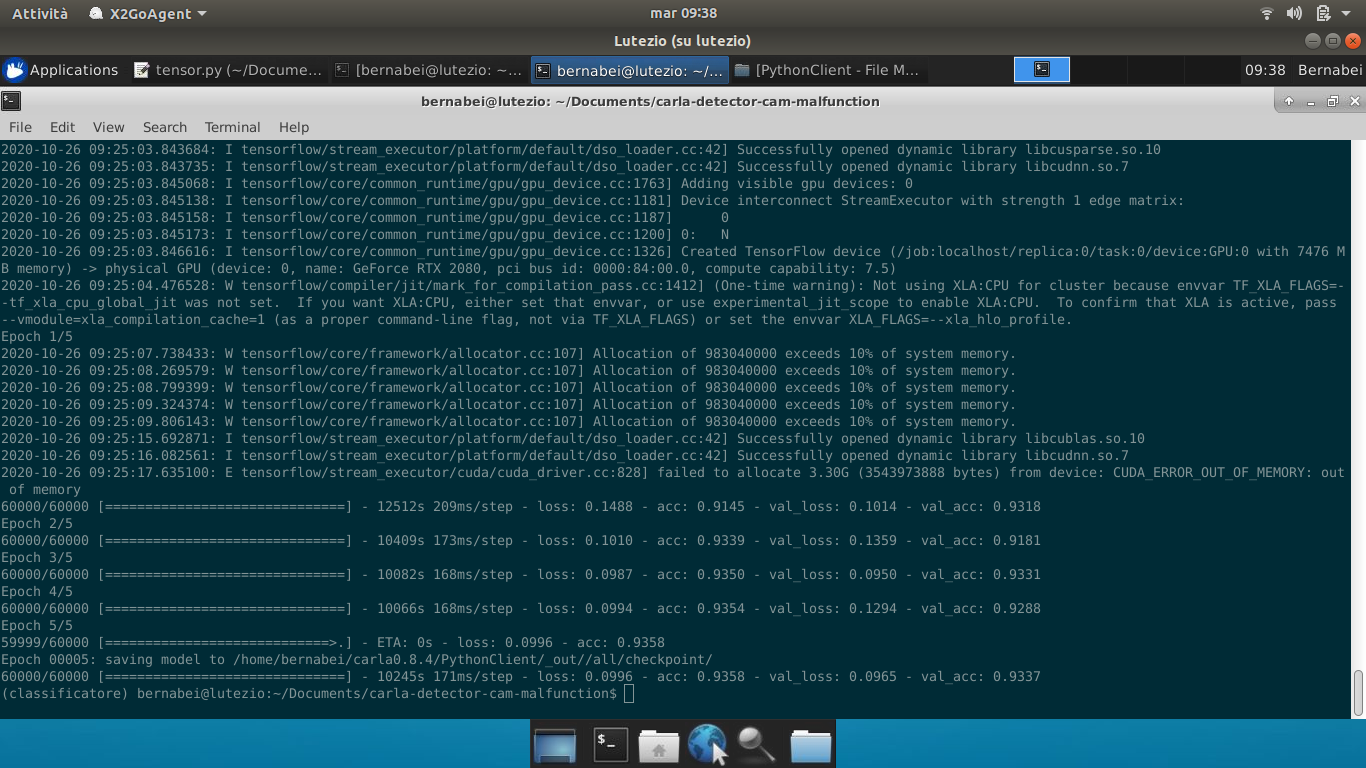 Attività X2GoAgent mar 09:38
Lutezio (su lutezio)
Applications tensor.py (~/Docume... [bernabei@lutezio: ~... bernabei@lutezio: ~/... [PythonClient - File M... 09:38 Bernabei
bernabei@lutezio: ~/Documents/carla-detector-cam-malfunction
File Edit View Search Terminal Help
2020-10-26 09:25:03.843684: I tensorflow/stream_executor/platform/default/dso_loader.cc:42] Successfully opened dynamic library libcusparse.so.10
2020-10-26 09:25:03.843735: I tensorflow/stream_executor/platform/default/dso_loader.cc:42] Successfully opened dynamic library libcudnn.so.7
2020-10-26 09:25:03.845068: I tensorflow/core/common_runtime/gpu/gpu_device.cc:1763] Adding visible gpu devices: 0
2020-10-26 09:25:03.845138: I tensorflow/core/common_runtime/gpu/gpu_device.cc:1181] Device interconnect StreamExecutor with strength 1 edge matrix:
2020-10-26 09:25:03.845158: I tensorflow/core/common_runtime/gpu/gpu_device.cc:1187]      0
2020-10-26 09:25:03.845173: I tensorflow/core/common_runtime/gpu/gpu_device.cc:1200] 0:   N
2020-10-26 09:25:03.846616: I tensorflow/core/common_runtime/gpu/gpu_device.cc:1326] Created TensorFlow device (/job:localhost/replica:0/task:0/device:GPU:0 with 7476 M
B memory) -> physical GPU (device: 0, name: GeForce RTX 2080, pci bus id: 0000:84:00.0, compute capability: 7.5)
2020-10-26 09:25:04.476528: W tensorflow/compiler/jit/mark_for_compilation_pass.cc:1412] (One-time warning): Not using XLA:CPU for cluster because envvar TF_XLA_FLAGS=-
-tf_xla_cpu_global_jit was not set.  If you want XLA:CPU, either set that envvar, or use experimental_jit_scope to enable XLA:CPU.  To confirm that XLA is active, pass
--vmodule=xla_compilation_cache=1 (as a proper command-line flag, not via TF_XLA_FLAGS) or set the envvar XLA_FLAGS=--xla_hlo_profile.
Epoch 1/5
2020-10-26 09:25:07.738433: W tensorflow/core/framework/allocator.cc:107] Allocation of 983040000 exceeds 10% of system memory.
2020-10-26 09:25:08.269579: W tensorflow/core/framework/allocator.cc:107] Allocation of 983040000 exceeds 10% of system memory.
2020-10-26 09:25:08.799399: W tensorflow/core/framework/allocator.cc:107] Allocation of 983040000 exceeds 10% of system memory.
2020-10-26 09:25:09.324374: W tensorflow/core/framework/allocator.cc:107] Allocation of 983040000 exceeds 10% of system memory.
2020-10-26 09:25:09.806143: W tensorflow/core/framework/allocator.cc:107] Allocation of 983040000 exceeds 10% of system memory.
2020-10-26 09:25:15.692871: I tensorflow/stream_executor/platform/default/dso_loader.cc:42] Successfully opened dynamic library libcublas.so.10
2020-10-26 09:25:16.082561: I tensorflow/stream_executor/platform/default/dso_loader.cc:42] Successfully opened dynamic library libcudnn.so.7
2020-10-26 09:25:17.635100: E tensorflow/stream_executor/cuda/cuda_driver.cc:828] failed to allocate 3.30G (3543973888 bytes) from device: CUDA_ERROR_OUT_OF_MEMORY: out
 of memory
60000/60000 [==============================] - 12512s 209ms/step - loss: 0.1488 - acc: 0.9145 - val_loss: 0.1014 - val_acc: 0.9318
Epoch 2/5
60000/60000 [==============================] - 10409s 173ms/step - loss: 0.1010 - acc: 0.9339 - val_loss: 0.1359 - val_acc: 0.9181
Epoch 3/5
60000/60000 [==============================] - 10082s 168ms/step - loss: 0.0987 - acc: 0.9350 - val_loss: 0.0950 - val_acc: 0.9331
Epoch 4/5
60000/60000 [==============================] - 10066s 168ms/step - loss: 0.0994 - acc: 0.9354 - val_loss: 0.1294 - val_acc: 0.9288
Epoch 5/5
59999/60000 [============================>.] - ETA: 0s - loss: 0.0996 - acc: 0.9358
Epoch 00005: saving model to /home/bernabei/carla0.8.4/PythonClient/_out//all/checkpoint/
60000/60000 [==============================] - 10245s 171ms/step - loss: 0.0996 - acc: 0.9358 - val_loss: 0.0965 - val_acc: 0.9337
(classificatore) bernabei@lutezio:~/Documents/carla-detector-cam-malfunction$